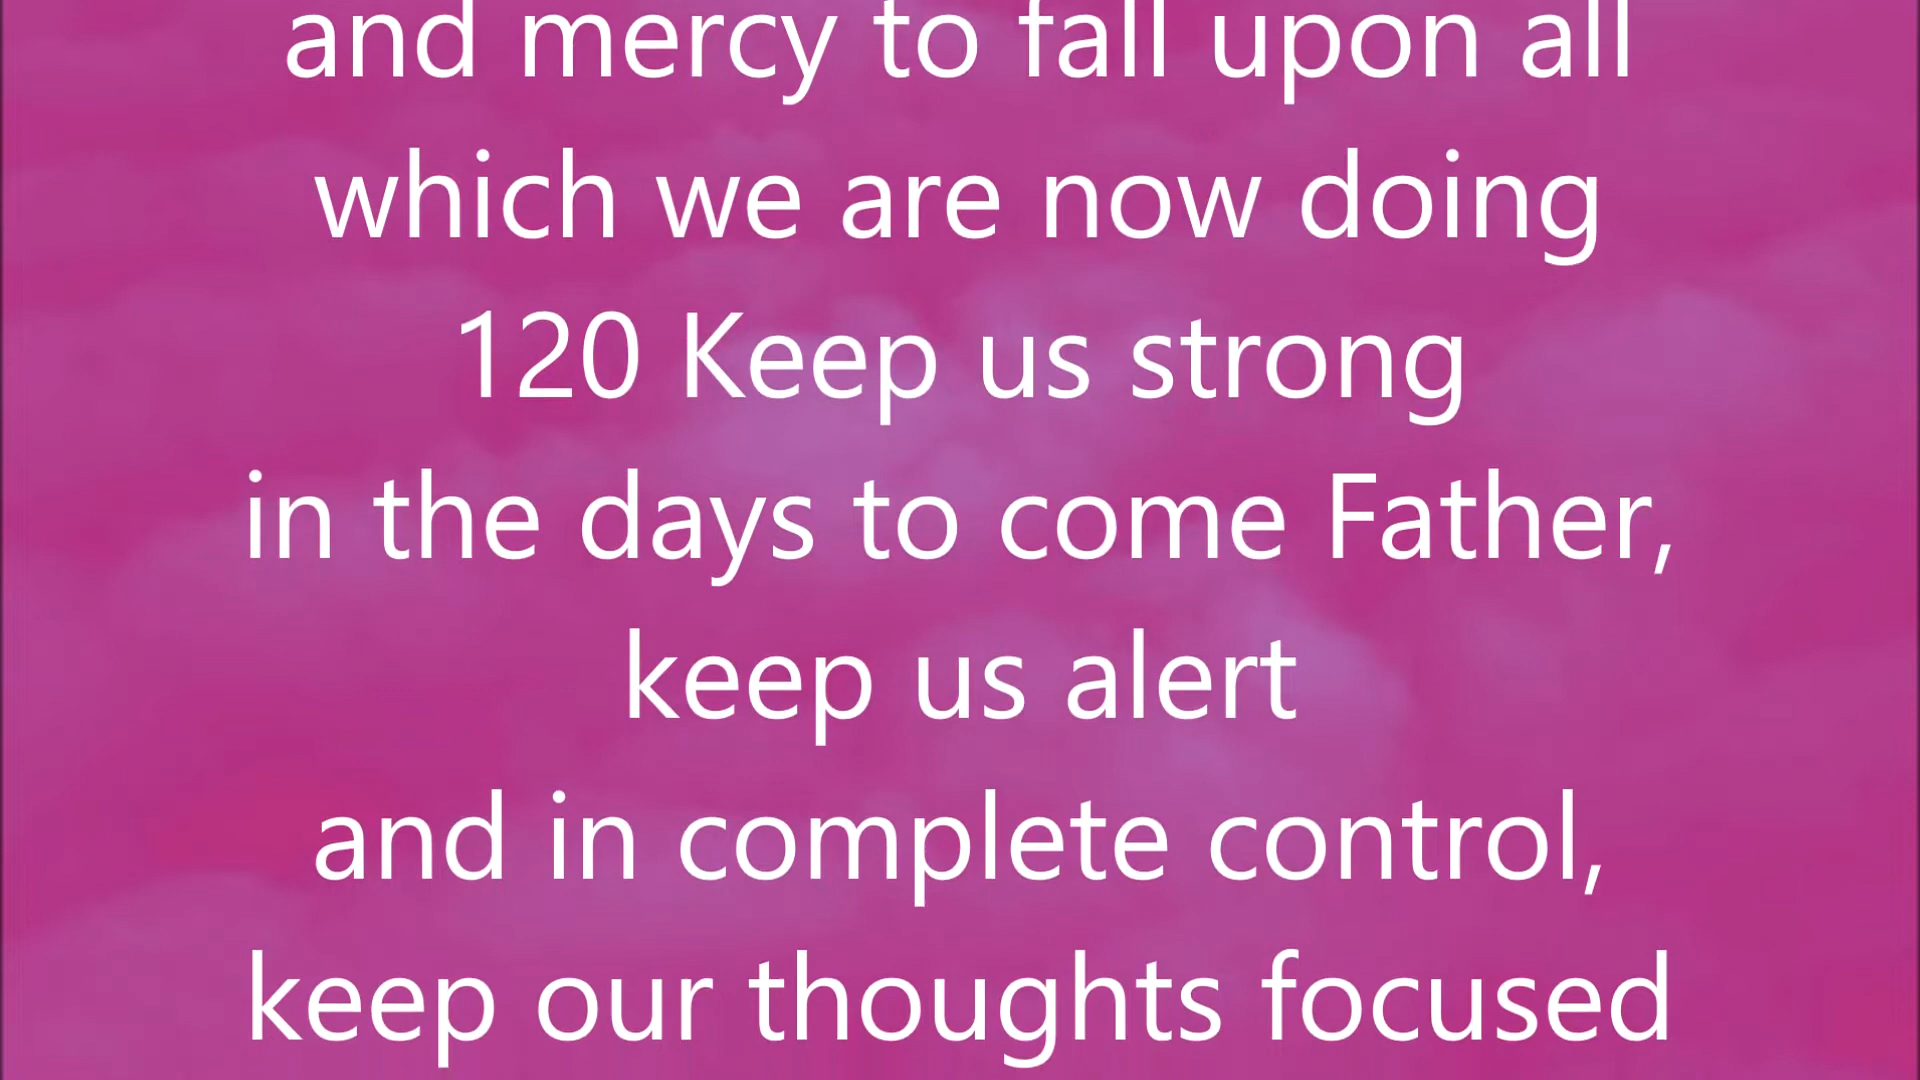 and mercy to fall upon all
which we are now doing
120 Keep us strong
in the days to come Father,
keep us alert
and in complete control,
keep our thoughts focused